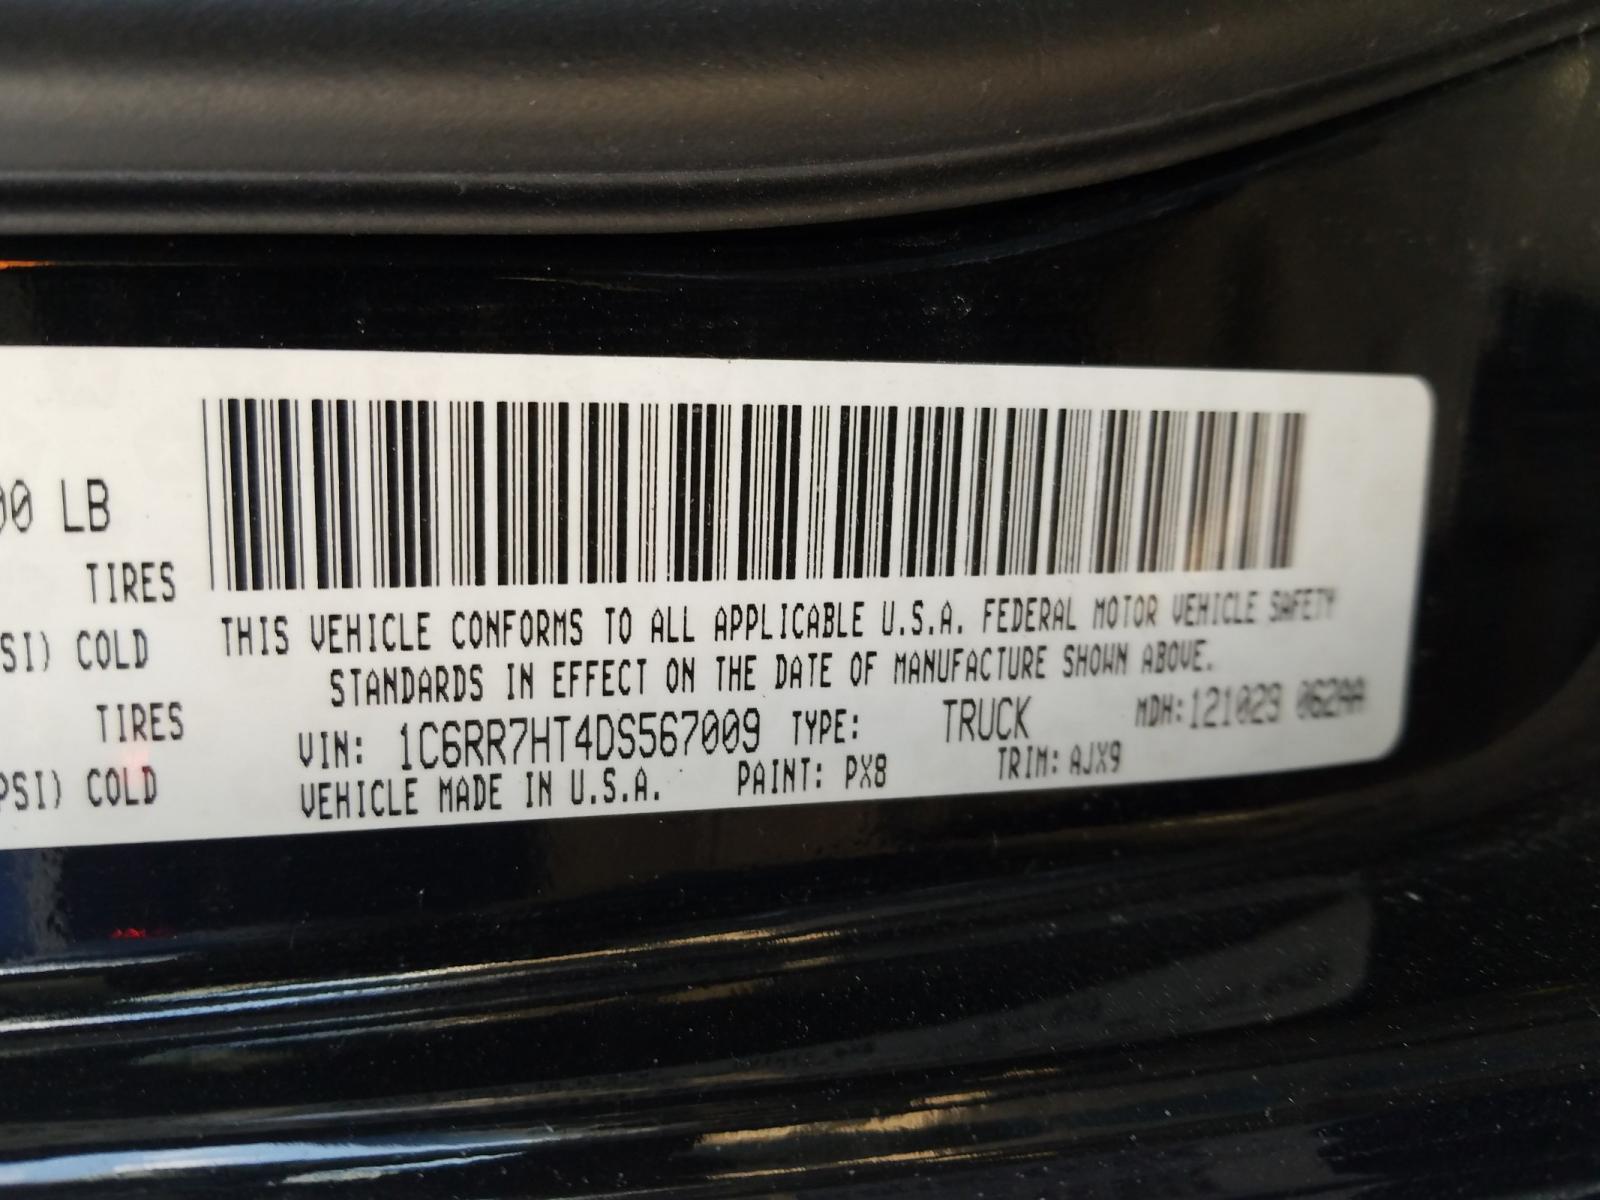 00 LB
TIRES
SI) COLD
TIRES
PSI) COLD
THIS VEHICLE CONFORMS TO ALL APPLICABLE U.S.A. FEDERAL MOTOR VEHICLE SAFETY
STANDARDS IN EFFECT ON THE DATE OF MANUFACTURE SHOWN ABOVE.
VIN: 1C6RR7HT4DS567009 TYPE: TRUCK MDH:121029 062AA
VEHICLE MADE IN U.S.A. PAINT: PX8 TRIM: AJX9